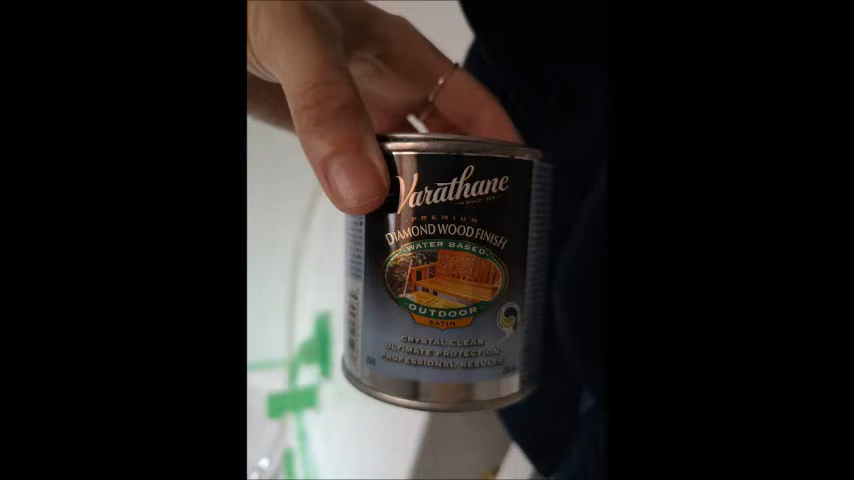 Varathane
PREMIUM
DIAMOND WOOD FINISH
WATER BASED
OUTDOOR
SATIN
CRYSTAL CLEAR
ULTIMATE PROTECTION
PROFESSIONAL RESULTS